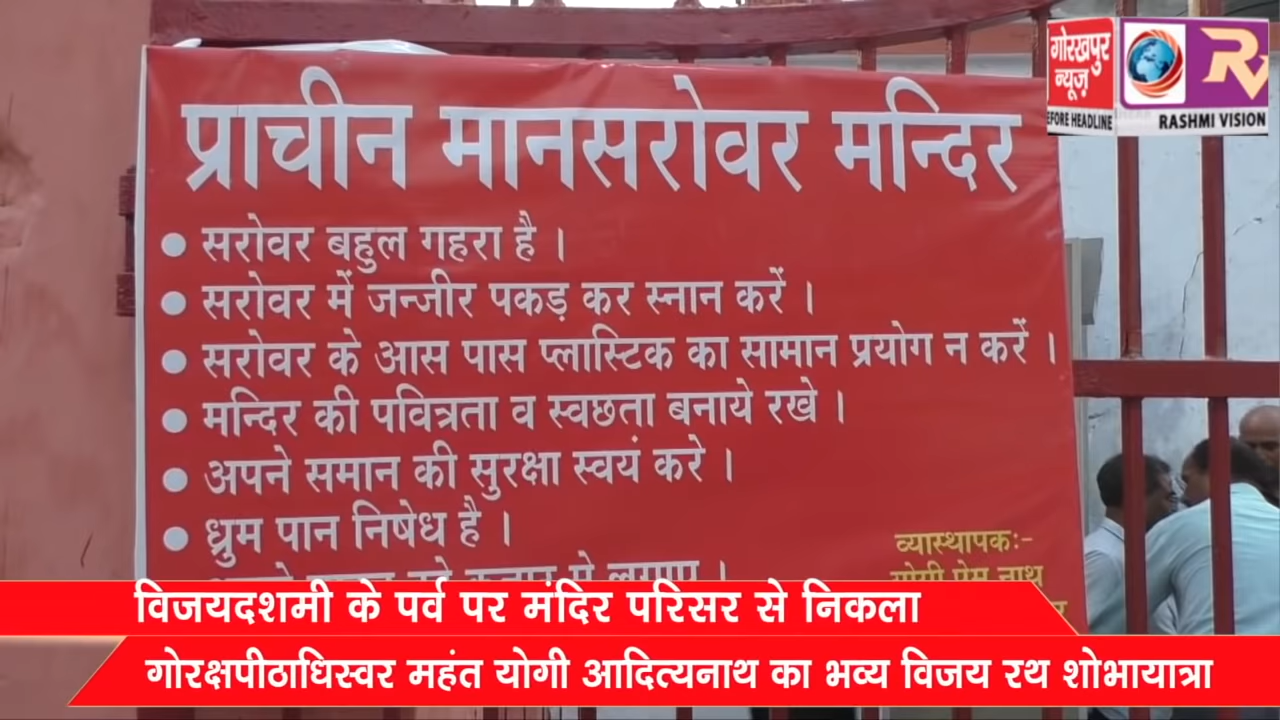 गोरखपुर
न्यूज़
EFORE HEADLINE
RASHMI VISION
प्राचीन मानसरोवर मन्दिर
• सरोवर बहुल गहरा है ।
• सरोवर में जन्जीर पकड़ कर स्नान करें ।
• सरोवर के आस पास प्लास्टिक का सामान प्रयोग न करें ।
• मन्दिर की पवित्रता व स्वछता बनाये रखे ।
• अपने समान की सुरक्षा स्वयं करे ।
• ध्रुम पान निषेध है ।
व्यास्थापकः-
योगी प्रेम नाथ
विजयदशमी के पर्व पर मंदिर परिसर से निकला
गोरक्षपीठाधिस्वर महंत योगी आदित्यनाथ का भव्य विजय रथ शोभायात्रा